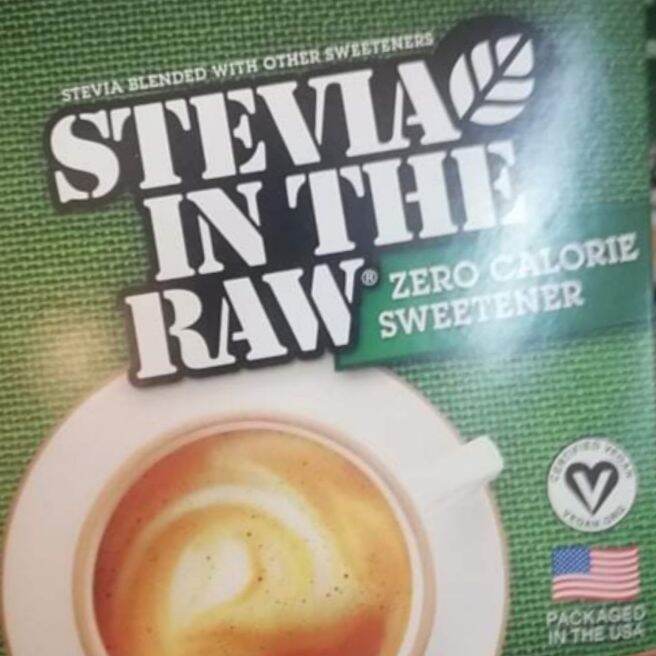 STEVIA BLENDED WITH OTHER SWEETENERS
STEVIA
IN THE
RAW®
ZERO CALORIE
SWEETENER
CERTIFIED VEGAN
VEGAN.ORG
PACKAGED
IN THE USA